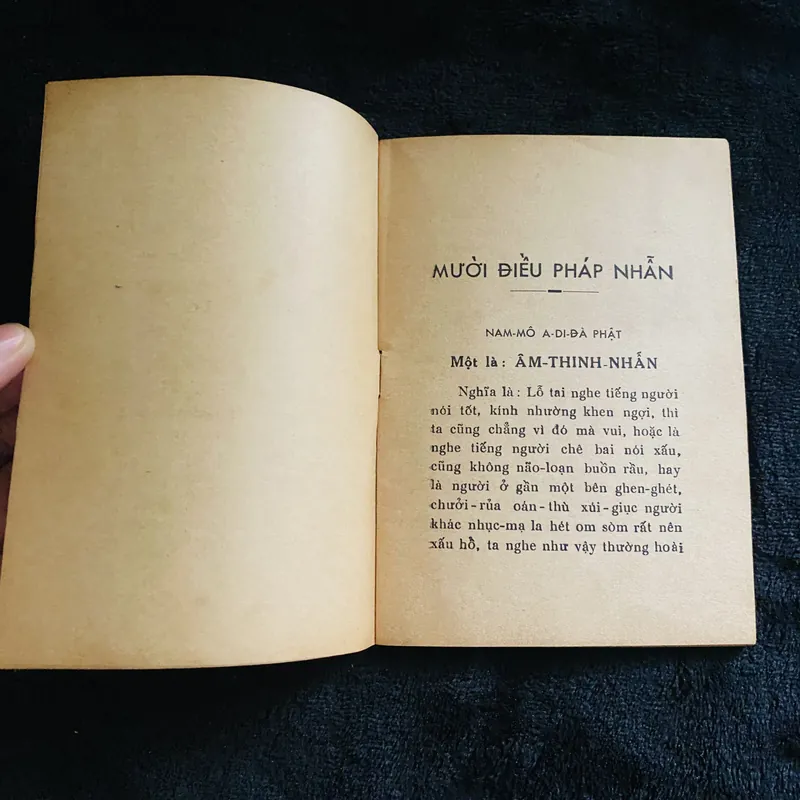 MƯỜI ĐIỀU PHÁP NHẪN
NAM-MÔ A-DI-ĐÀ PHẬT
Một là : ÂM-THINH-NHẪN
Nghĩa là : Lỗ tai nghe tiếng người
nói tốt, kính nhường khen ngợi, thì
ta cũng chẳng vì đó mà vui, hoặc là
nghe tiếng người chê bai nói xấu,
cũng không não-loạn buồn rầu, hay
là người ở gần một bên ghen-ghét,
chưởi-rủa oán-thù xúi-giục người
khác nhục-mạ la hét om sòm rất nên
xấu hổ, ta nghe như vậy thường hoài